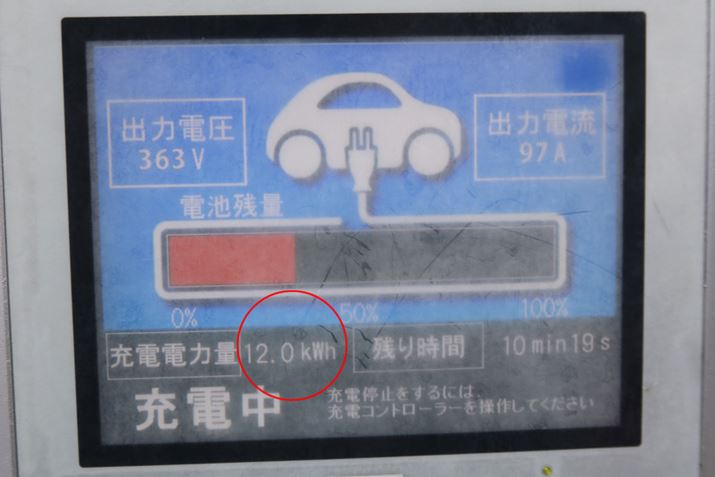 出力電圧
363V
出力電流
97A
電池残量
0%
50%
100%
充電電力量 12.0kWh 残り時間 10min19s
充電中
充電停止をするには、
充電コントローラーを操作してください